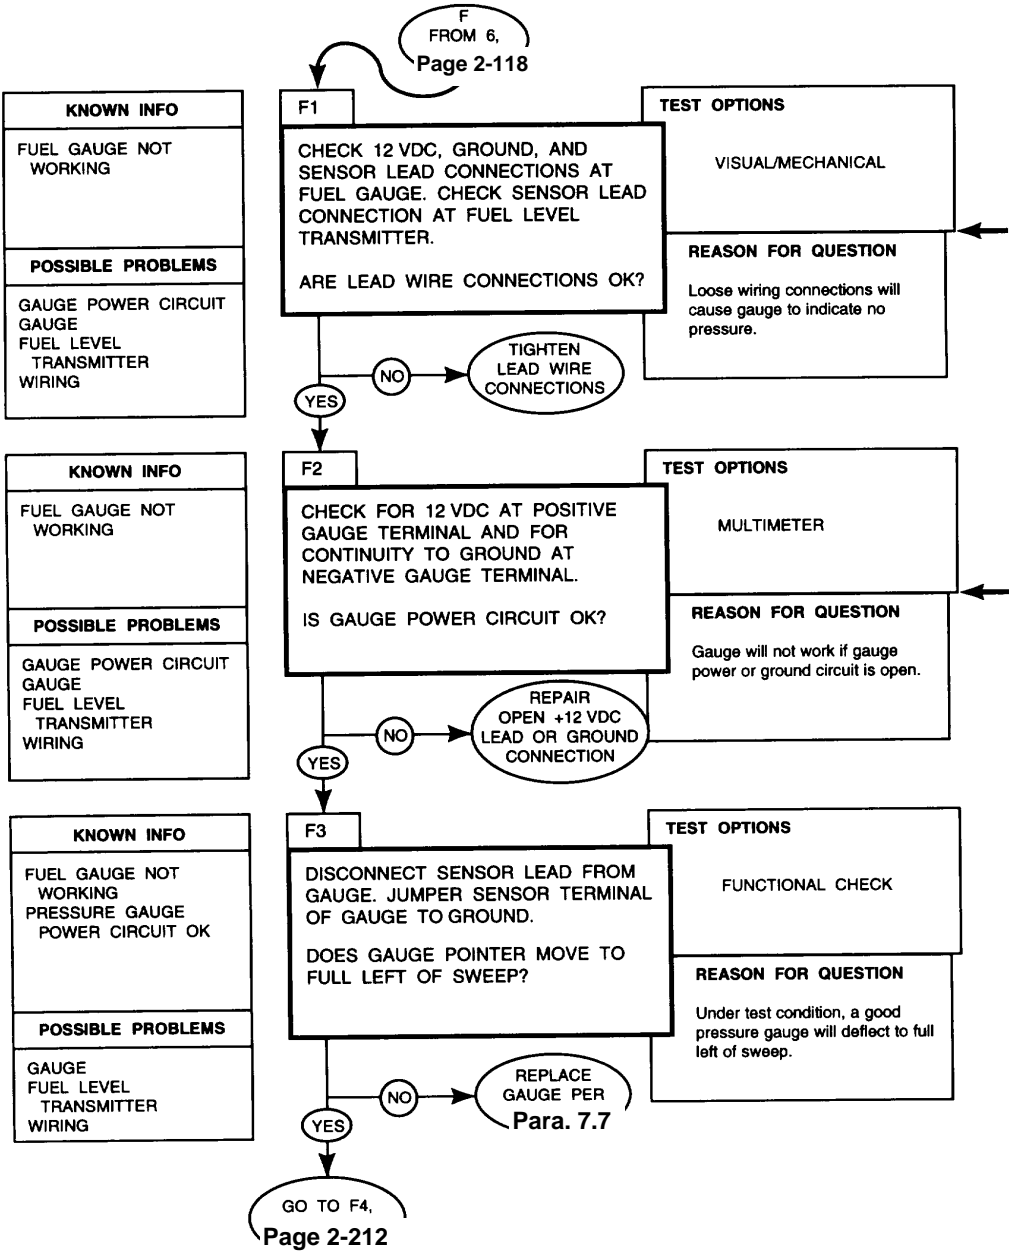 F
FROM 6,
Page 2-118
KNOWN INFO
FUEL GAUGE NOT
WORKING
POSSIBLE PROBLEMS
GAUGE POWER CIRCUIT
GAUGE
FUEL LEVEL
TRANSMITTER
WIRING
F1
CHECK 12 VDC, GROUND, AND
SENSOR LEAD CONNECTIONS AT
FUEL GAUGE. CHECK SENSOR LEAD
CONNECTION AT FUEL LEVEL
TRANSMITTER.
ARE LEAD WIRE CONNECTIONS OK?
TEST OPTIONS
VISUAL/MECHANICAL
REASON FOR QUESTION
Loose wiring connections will
cause gauge to indicate no
pressure.
NO
TIGHTEN
LEAD WIRE
CONNECTIONS
YES
KNOWN INFO
FUEL GAUGE NOT
WORKING
POSSIBLE PROBLEMS
GAUGE POWER CIRCUIT
GAUGE
FUEL LEVEL
TRANSMITTER
WIRING
F2
CHECK FOR 12 VDC AT POSITIVE
GAUGE TERMINAL AND FOR
CONTINUITY TO GROUND AT
NEGATIVE GAUGE TERMINAL.
IS GAUGE POWER CIRCUIT OK?
TEST OPTIONS
MULTIMETER
REASON FOR QUESTION
Gauge will not work if gauge
power or ground circuit is open.
NO
REPAIR
OPEN +12 VDC
LEAD OR GROUND
CONNECTION
YES
KNOWN INFO
FUEL GAUGE NOT
WORKING
PRESSURE GAUGE
POWER CIRCUIT OK
POSSIBLE PROBLEMS
GAUGE
FUEL LEVEL
TRANSMITTER
WIRING
F3
DISCONNECT SENSOR LEAD FROM
GAUGE. JUMPER SENSOR TERMINAL
OF GAUGE TO GROUND.
DOES GAUGE POINTER MOVE TO
FULL LEFT OF SWEEP?
TEST OPTIONS
FUNCTIONAL CHECK
REASON FOR QUESTION
Under test condition, a good
pressure gauge will deflect to full
left of sweep.
NO
REPLACE
GAUGE PER
Para. 7.7
YES
GO TO F4,
Page 2-212